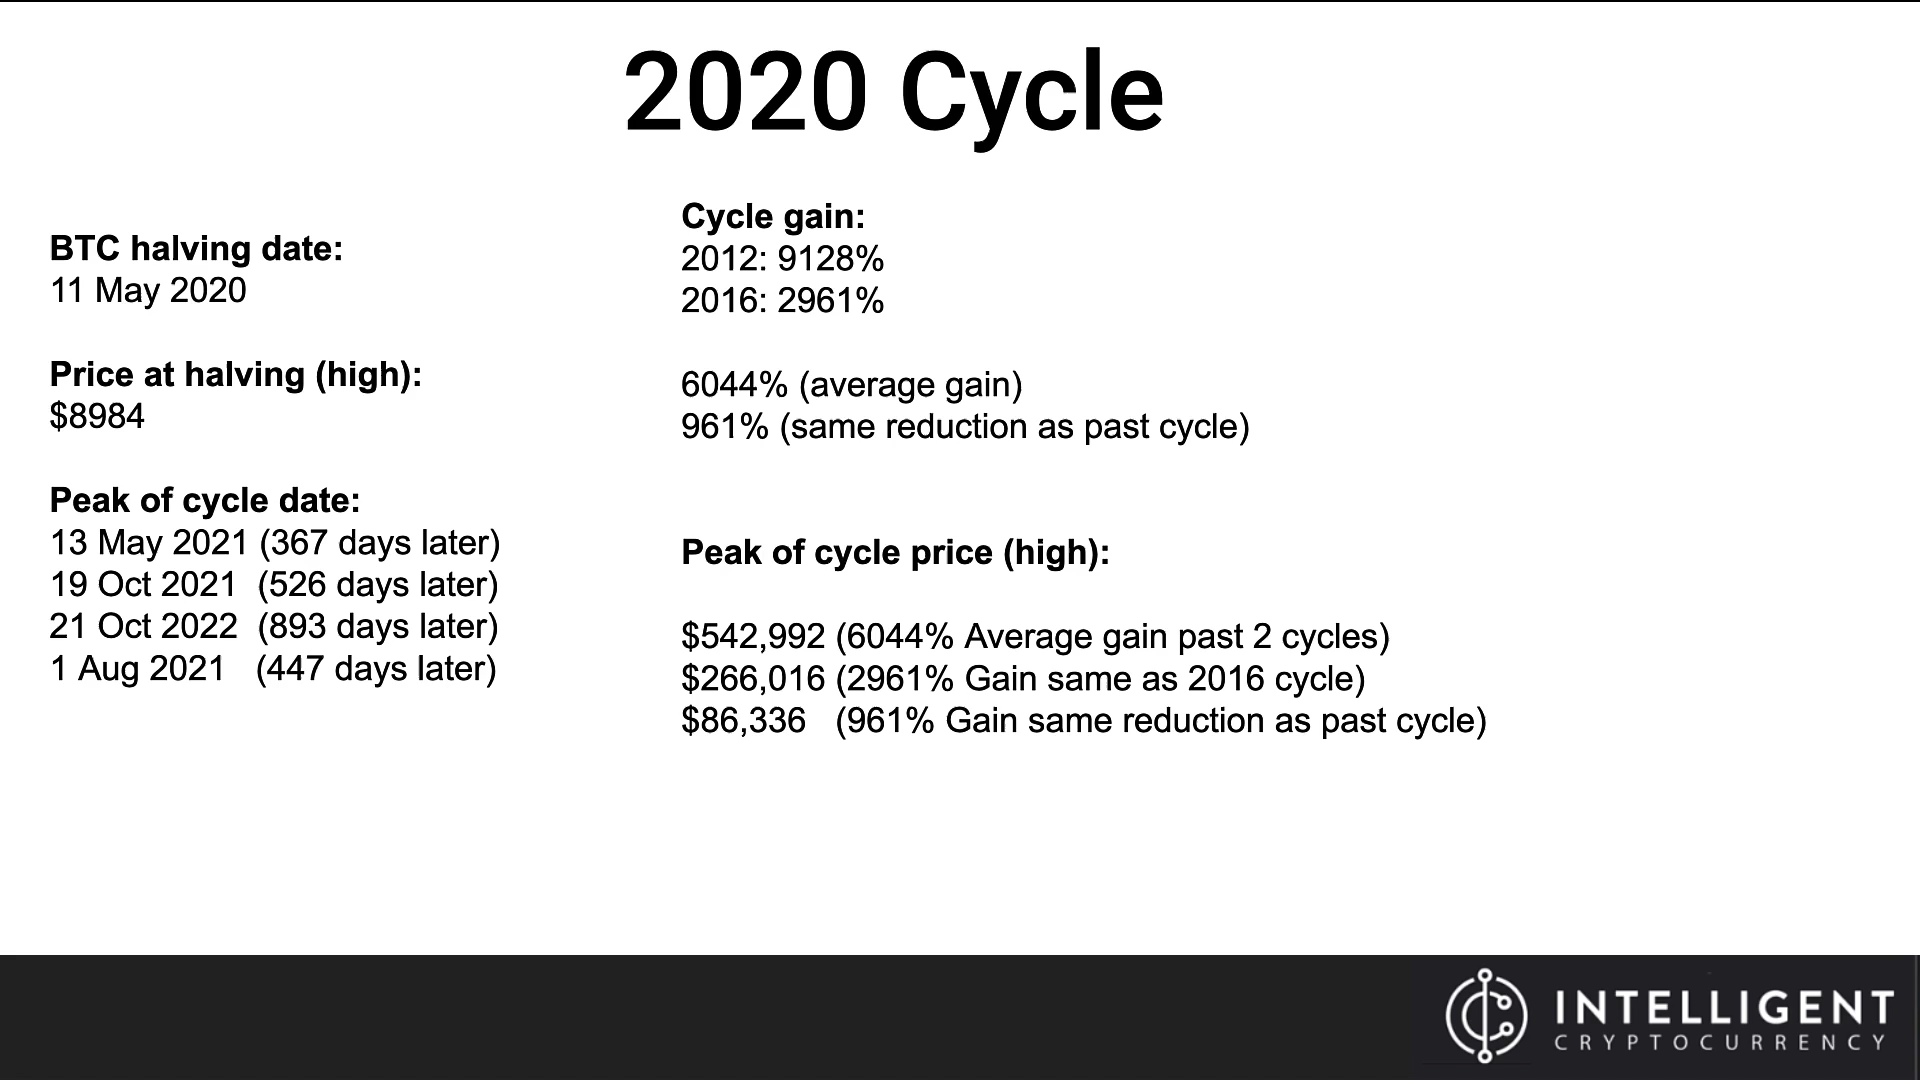 2020 Cycle
BTC halving date:
11 May 2020
Price at halving (high):
$8984
Peak of cycle date:
13 May 2021 (367 days later)
19 Oct 2021 (526 days later)
21 Oct 2022 (893 days later)
1 Aug 2021 (447 days later)
Cycle gain:
2012: 9128%
2016: 2961%
6044% (average gain)
961% (same reduction as past cycle)
Peak of cycle price (high):
$542,992 (6044% Average gain past 2 cycles)
$266,016 (2961% Gain same as 2016 cycle)
$86,336 (961% Gain same reduction as past cycle)
INTELLIGENT
CRYPTOCURRENCY